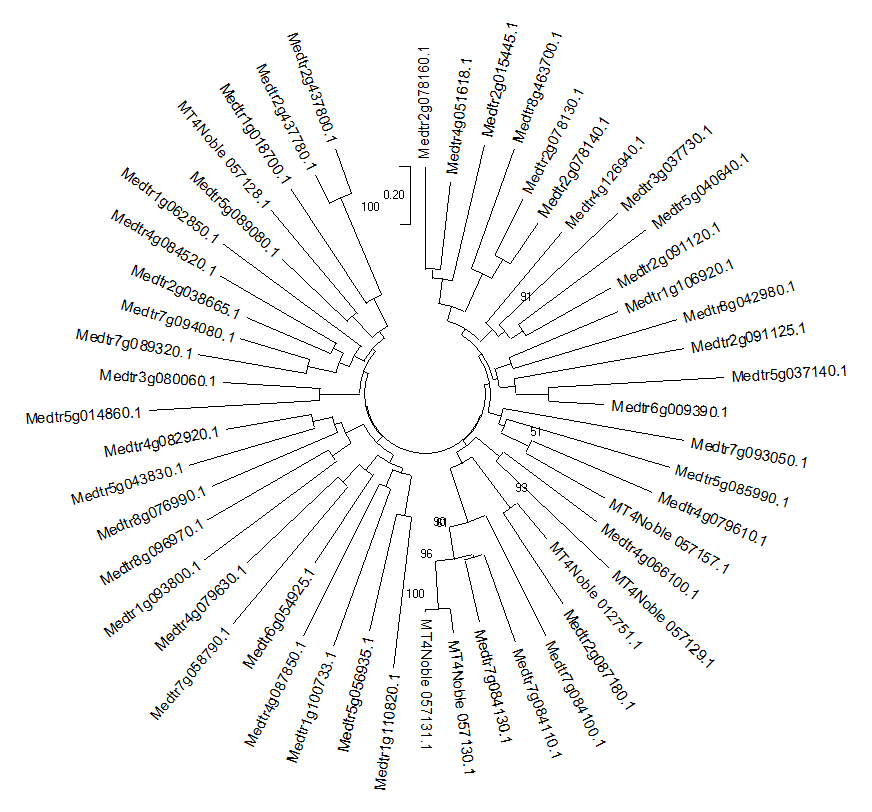 Medtr2g078160.1
Medtr4g051618.1
Medtr2g015445.1
Medtr8g463700.1
Medtr2g078130.1
Medtr2g078140.1
Medtr4g126940.1
Medtr3g037730.1
Medtr5g040640.1
Medtr2g091120.1
Medtr1g106920.1
Medtr8g042980.1
Medtr2g091125.1
Medtr5g037140.1
Medtr6g009390.1
Medtr7g093050.1
Medtr5g085990.1
Medtr4g079610.1
MT4Noble 057157.1
Medtr4g066100.1
MT4Noble 057129.1
MT4Noble 012751.1
Medtr2g087180.1
Medtr7g084100.1
Medtr7g084110.1
Medtr7g084130.1
MT4Noble 057130.1
MT4Noble 057131.1
Medtr1g110820.1
Medtr5g056935.1
Medtr1g100733.1
Medtr4g087850.1
Medtr6g054925.1
Medtr7g058790.1
Medtr4g079630.1
Medtr1g093800.1
Medtr8g096970.1
Medtr8g076990.1
Medtr5g043830.1
Medtr4g082920.1
Medtr5g014860.1
Medtr3g080060.1
Medtr7g089320.1
Medtr7g094080.1
Medtr2g038665.1
Medtr4g084520.1
Medtr1g062850.1
Medtr5g089080.1
MT4Noble 057128.1
Medtr1g018700.1
Medtr2g437780.1
Medtr2g437800.1
100
0.20
91
51
93
96
100